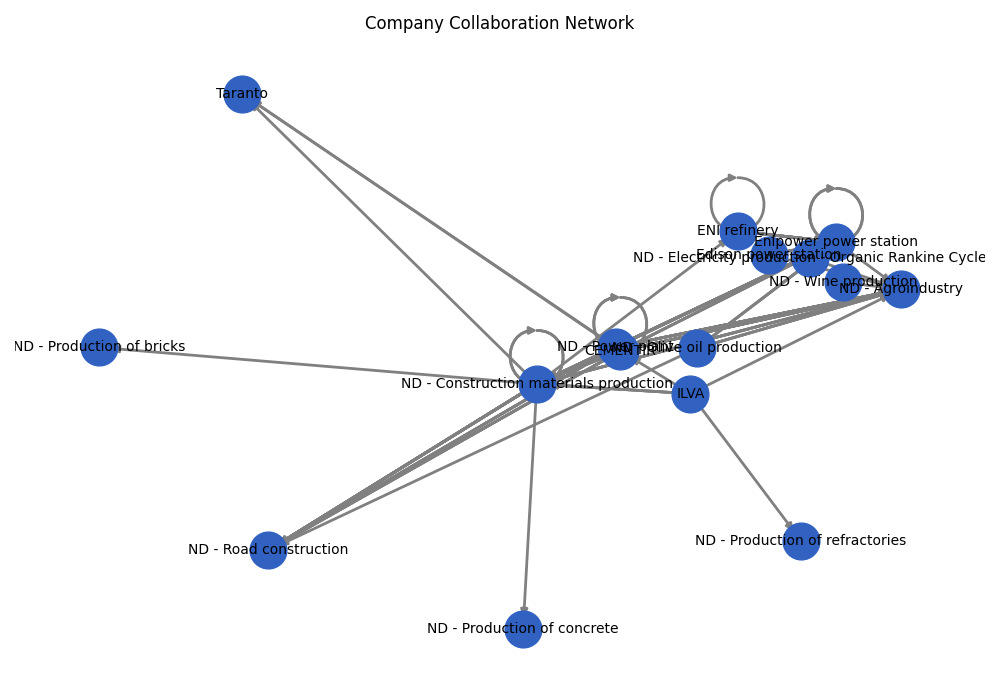 Company Collaboration Network
Taranto
ENI refinery
Enipower power station
Edison power station
ND - Electricity production - Organic Rankine Cycle
ND - Wine production
ND - Agroindustry
ND - Production of bricks
ND - Power plant
ND - Olive oil production
CEMENTIR
ND - Construction materials production
ILVA
ND - Road construction
ND - Production of refractories
ND - Production of concrete